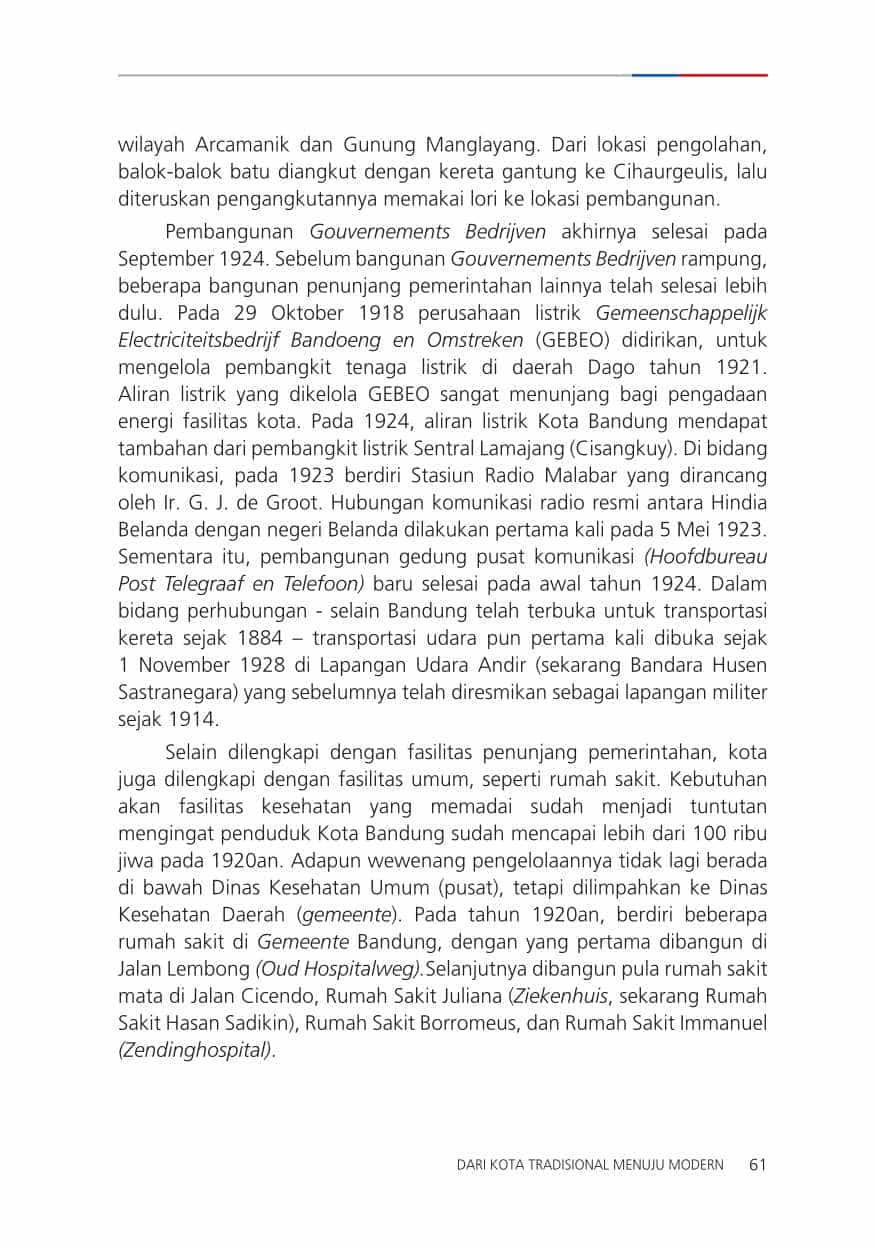 wilayah Arcamanik dan Gunung Manglayang. Dari lokasi pengolahan,
balok-balok batu diangkut dengan kereta gantung ke Cihaurgeulis, lalu
diteruskan pengangkutannya memakai lori ke lokasi pembangunan.
Pembangunan Gouvernements Bedrijven akhirnya selesai pada
September 1924. Sebelum bangunan Gouvernements Bedrijven rampung,
beberapa bangunan penunjang pemerintahan lainnya telah selesai lebih
dulu. Pada 29 Oktober 1918 perusahaan listrik Gemeenschappelijk
Electriciteitsbedrijf Bandoeng en Omstreken (GEBEO) didirikan, untuk
mengelola pembangkit tenaga listrik di daerah Dago tahun 1921.
Aliran listrik yang dikelola GEBEO sangat menunjang bagi pengadaan
energi fasilitas kota. Pada 1924, aliran listrik Kota Bandung mendapat
tambahan dari pembangkit listrik Sentral Lamajang (Cisangkuy). Di bidang
komunikasi, pada 1923 berdiri Stasiun Radio Malabar yang dirancang
oleh Ir. G. J. de Groot. Hubungan komunikasi radio resmi antara Hindia
Belanda dengan negeri Belanda dilakukan pertama kali pada 5 Mei 1923.
Sementara itu, pembangunan gedung pusat komunikasi (Hoofdbureau
Post Telegraaf en Telefoon) baru selesai pada awal tahun 1924. Dalam
bidang perhubungan - selain Bandung telah terbuka untuk transportasi
kereta sejak 1884 – transportasi udara pun pertama kali dibuka sejak
1 November 1928 di Lapangan Udara Andir (sekarang Bandara Husen
Sastranegara) yang sebelumnya telah diresmikan sebagai lapangan militer
sejak 1914.
Selain dilengkapi dengan fasilitas penunjang pemerintahan, kota
juga dilengkapi dengan fasilitas umum, seperti rumah sakit. Kebutuhan
akan fasilitas kesehatan yang memadai sudah menjadi tuntutan
mengingat penduduk Kota Bandung sudah mencapai lebih dari 100 ribu
jiwa pada 1920an. Adapun wewenang pengelolaannya tidak lagi berada
di bawah Dinas Kesehatan Umum (pusat), tetapi dilimpahkan ke Dinas
Kesehatan Daerah (gemeente). Pada tahun 1920an, berdiri beberapa
rumah sakit di Gemeente Bandung, dengan yang pertama dibangun di
Jalan Lembong (Oud Hospitalweg).Selanjutnya dibangun pula rumah sakit
mata di Jalan Cicendo, Rumah Sakit Juliana (Ziekenhuis, sekarang Rumah
Sakit Hasan Sadikin), Rumah Sakit Borromeus, dan Rumah Sakit Immanuel
(Zendinghospital).
DARI KOTA TRADISIONAL MENUJU MODERN 61